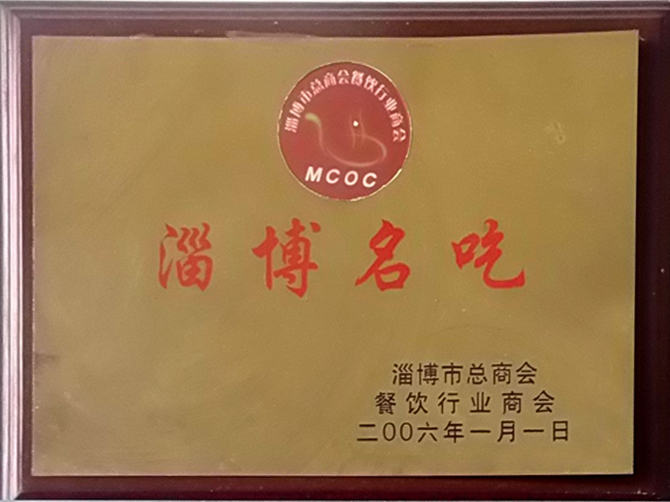 淄博市总商会餐饮行业商会
MCOC
淄博名吃
淄博市总商会
餐饮行业商会
二00六年一月一日